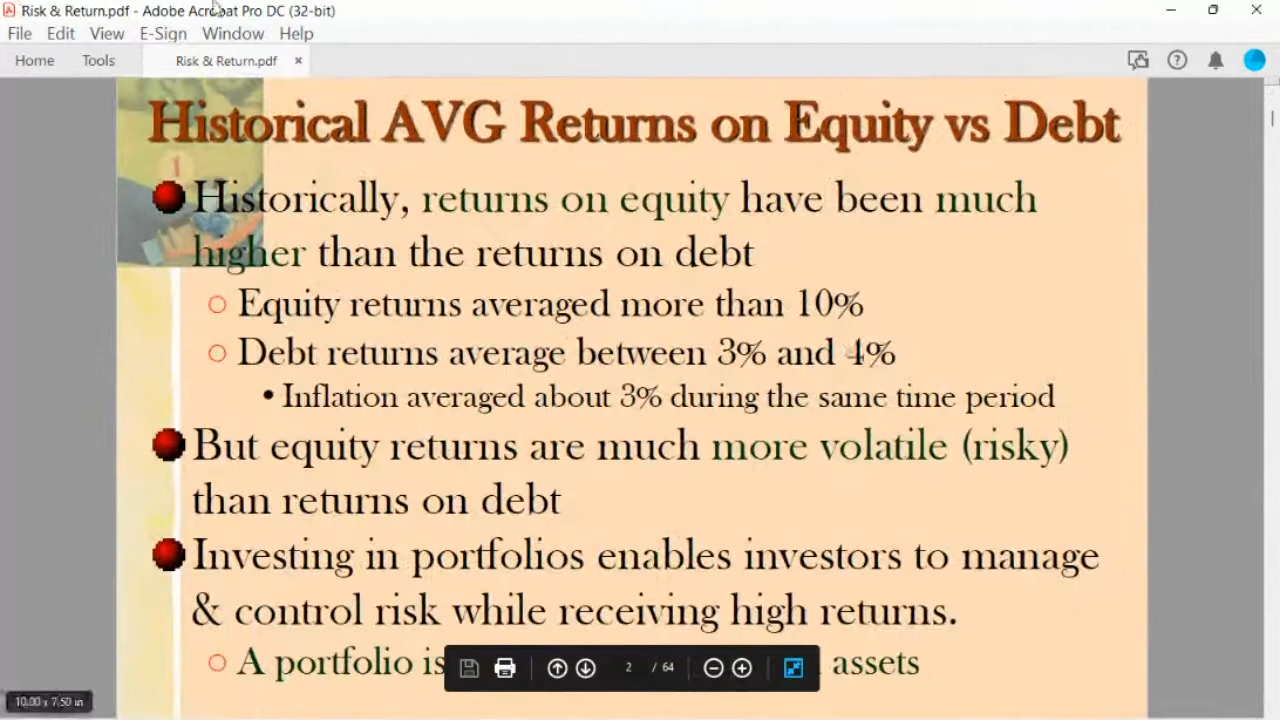 Risk & Return.pdf - Adobe Acrobat Pro DC (32-bit)
File Edit View E-Sign Window Help
Home Tools Risk & Return.pdf ×
Historical AVG Returns on Equity vs Debt
1
Historically, returns on equity have been much
higher than the returns on debt
Equity returns averaged more than 10%
Debt returns average between 3% and 4%
• Inflation averaged about 3% during the same time period
But equity returns are much more volatile (risky)
than returns on debt
Investing in portfolios enables investors to manage
& control risk while receiving high returns.
A portfolio is assets
2 / 64
10.00 x 7.50 in